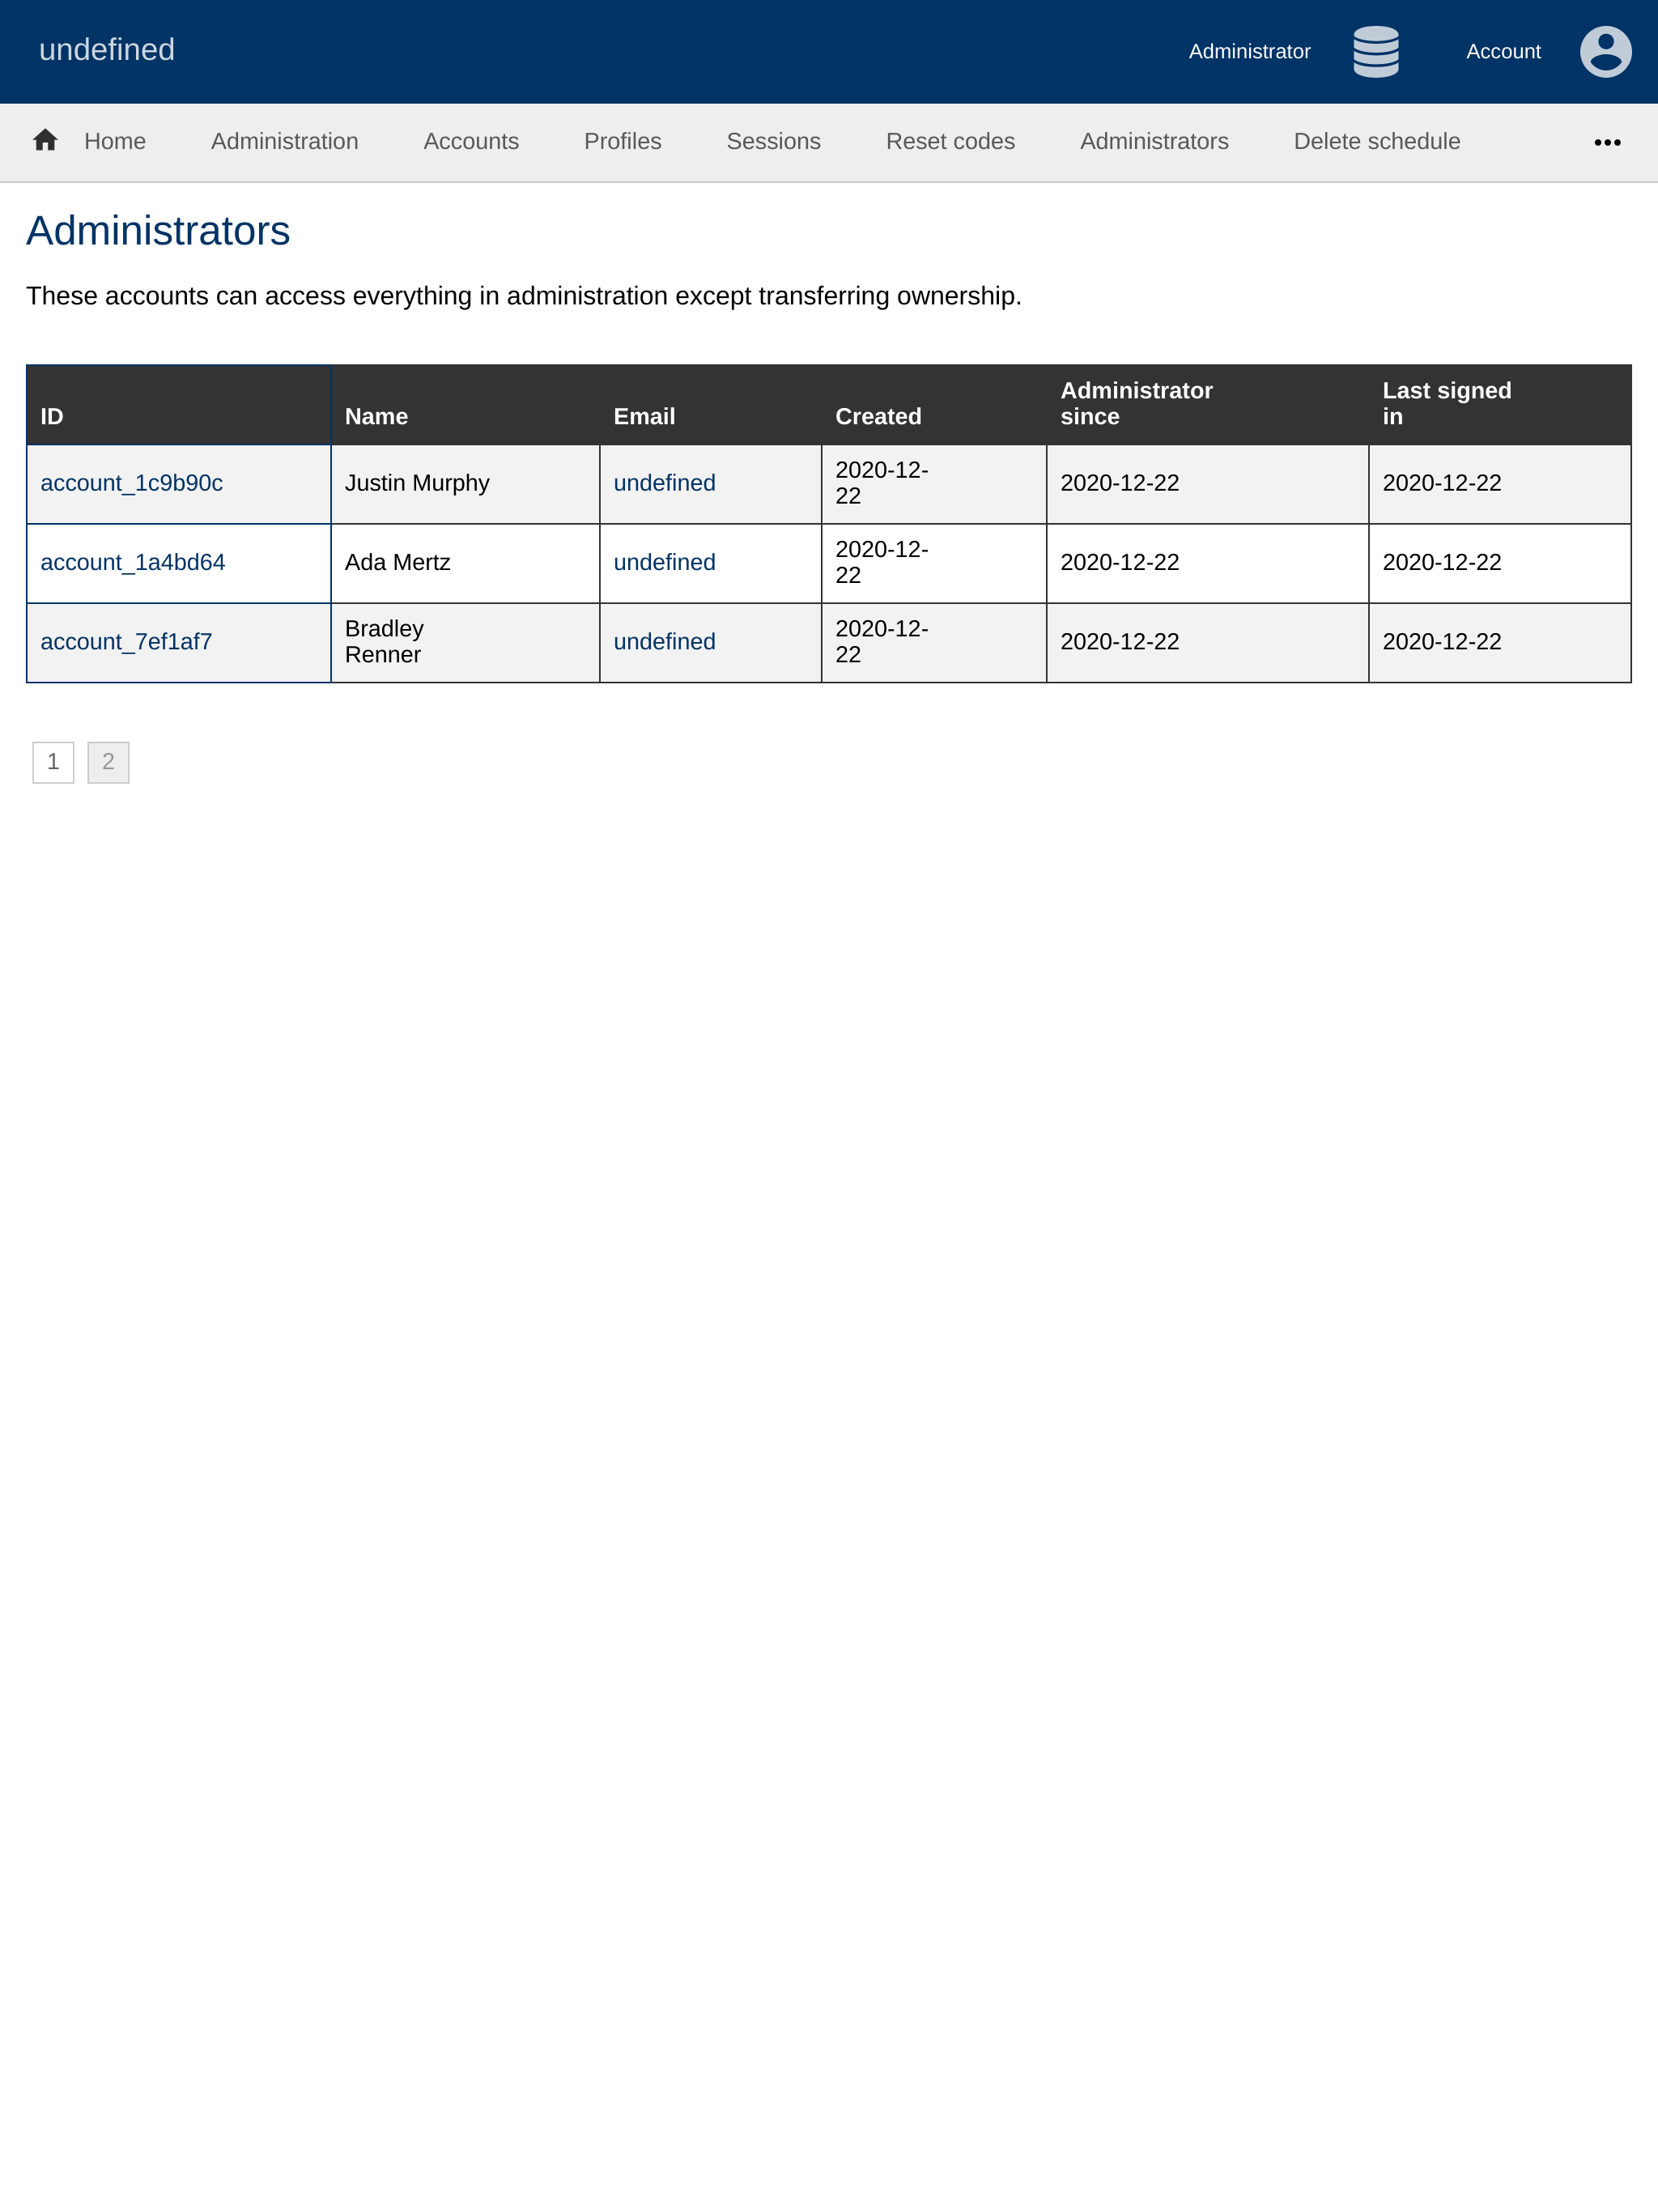 undefined
Administrator
Account
Home Administration Accounts Profiles Sessions Reset codes Administrators Delete schedule
Administrators
These accounts can access everything in administration except transferring ownership.
ID Name Email Created Administrator since Last signed in
account_1c9b90c Justin Murphy undefined 2020-12-22 2020-12-22 2020-12-22
account_1a4bd64 Ada Mertz undefined 2020-12-22 2020-12-22 2020-12-22
account_7ef1af7 Bradley Renner undefined 2020-12-22 2020-12-22 2020-12-22
1 2